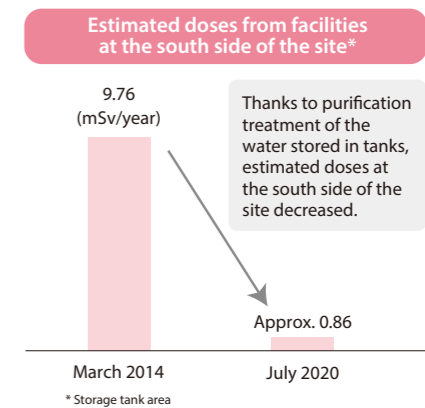 Estimated doses from facilities
at the south side of the site*
9.76
(mSv/year)
Thanks to purification
treatment of the
water stored in tanks,
estimated doses at
the south side of the
site decreased.
Approx. 0.86
March 2014
July 2020
* Storage tank area